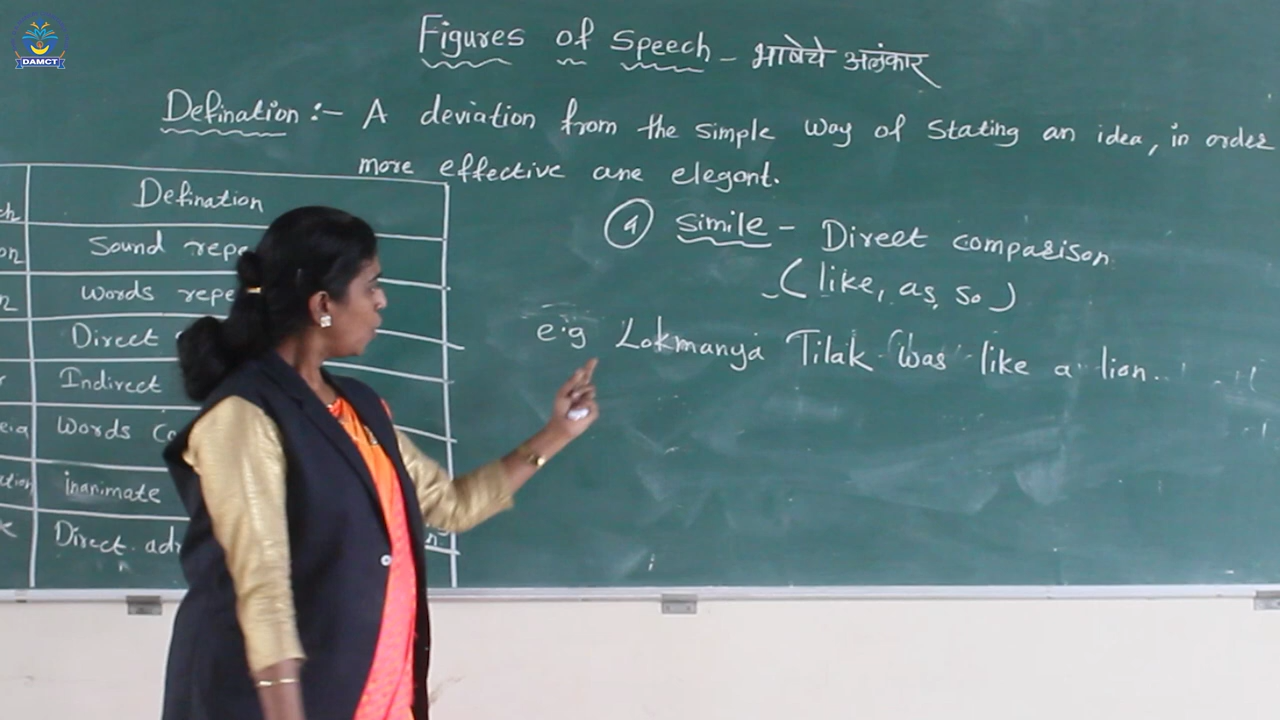 DAMCT
Figures of Speech - भाषेचे अलंकार
Defination :- A deviation from the simple way of stating an idea, in order
more effective ane elegant.
Defination
Sound repe
Words repe
Direct
Indirect
Words Co
inanimate
Direct adr
a simile - Direct comparison
(like, as, so)
e.g Lokmanya Tilak was like a lion.